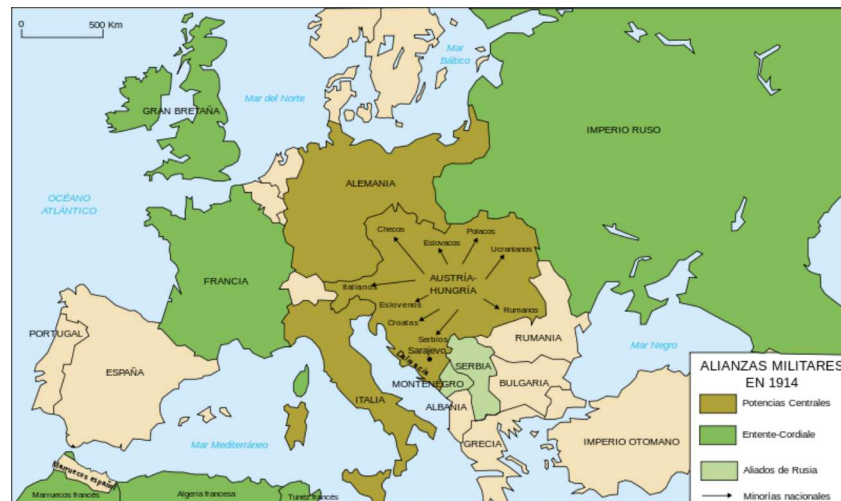 0 500 Km
Mar
Báltico
GRAN BRETAÑA
Mar del Norte
IMPERIO RUSO
ALEMANIA
OCÉANO
ATLÁNTICO
Checos
Polacos
Eslovacos
Ucranianos
FRANCIA
AUSTRÍA-
HUNGRÍA
Italianos
Eslovenos
Rumanos
Croatas
PORTUGAL
Serbios
RUMANIA
Mar Negro
Sarajevo
Dalmacia
SERBIA
ESPAÑA
MONTENEGRO
BULGARIA
ITALIA
ALBANIA
GRECIA
IMPERIO OTOMANO
Mar Mediterráneo
Marruecos español
Marruecos francés
Algeria francesa
Tunez francés
ALIANZAS MILITARES
EN 1914
Potencias Centrales
Entente-Cordiale
Aliados de Rusia
Minorías nacionales